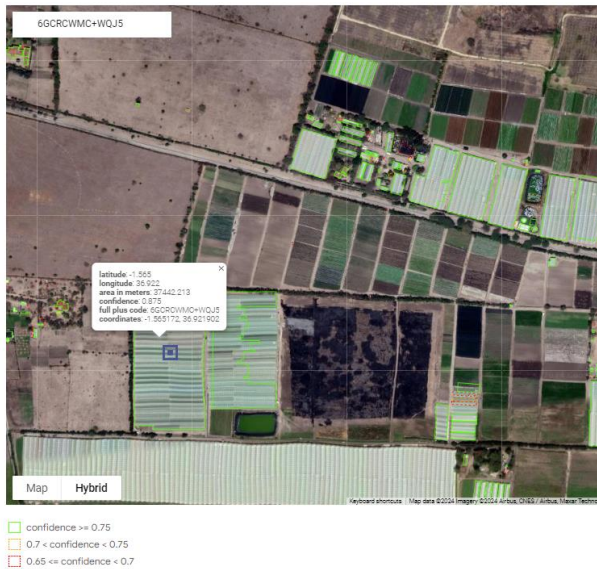 6GCRCWMC+WQJ5
latitude: -1.565
longitude: 36.922
area in meters: 37442.213
confidence: 0.875
full plus code: 6GCRCWMC+WQJ5
coordinates: -1.565172, 36.921902
Map
Hybrid
Keyboard shortcuts
Map data ©2024 Imagery ©2024 Airbus, CNES / Airbus, Maxar Techno
confidence >= 0.75
0.7 < confidence < 0.75
0.65 <= confidence < 0.7